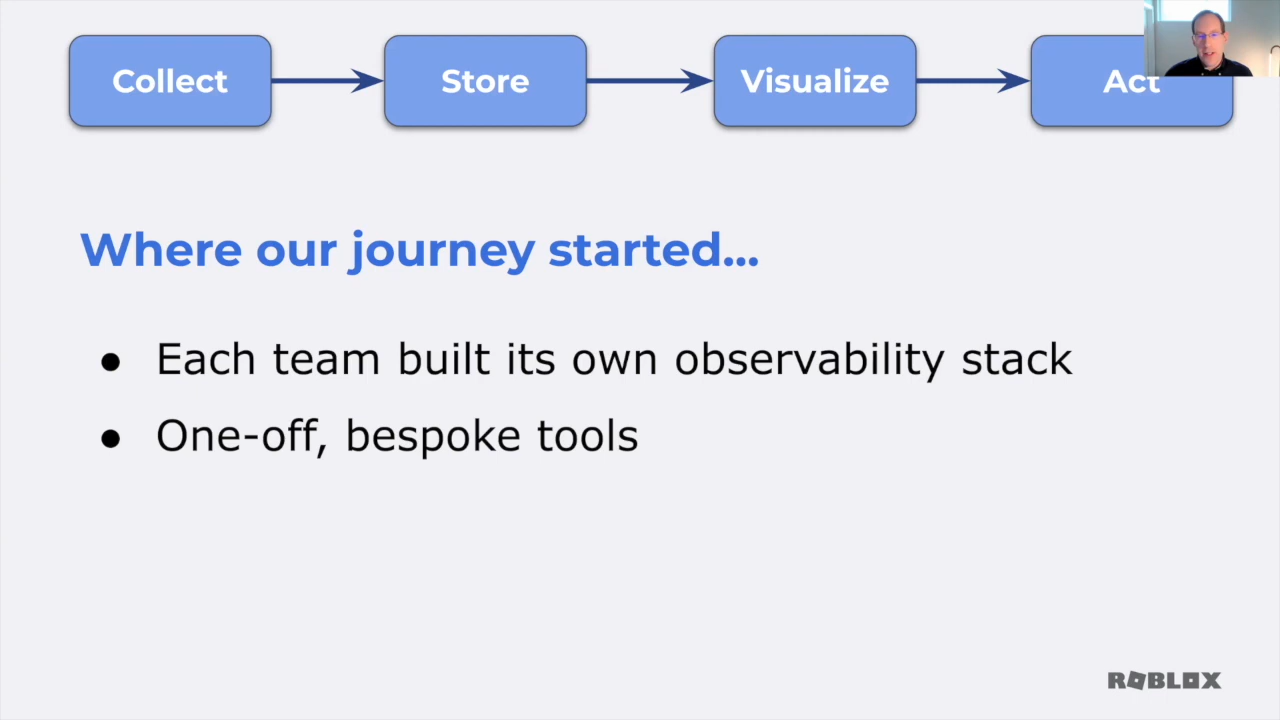 Collect
Store
Visualize
Act
Where our journey started...
● Each team built its own observability stack
● One-off, bespoke tools
ROBLOX